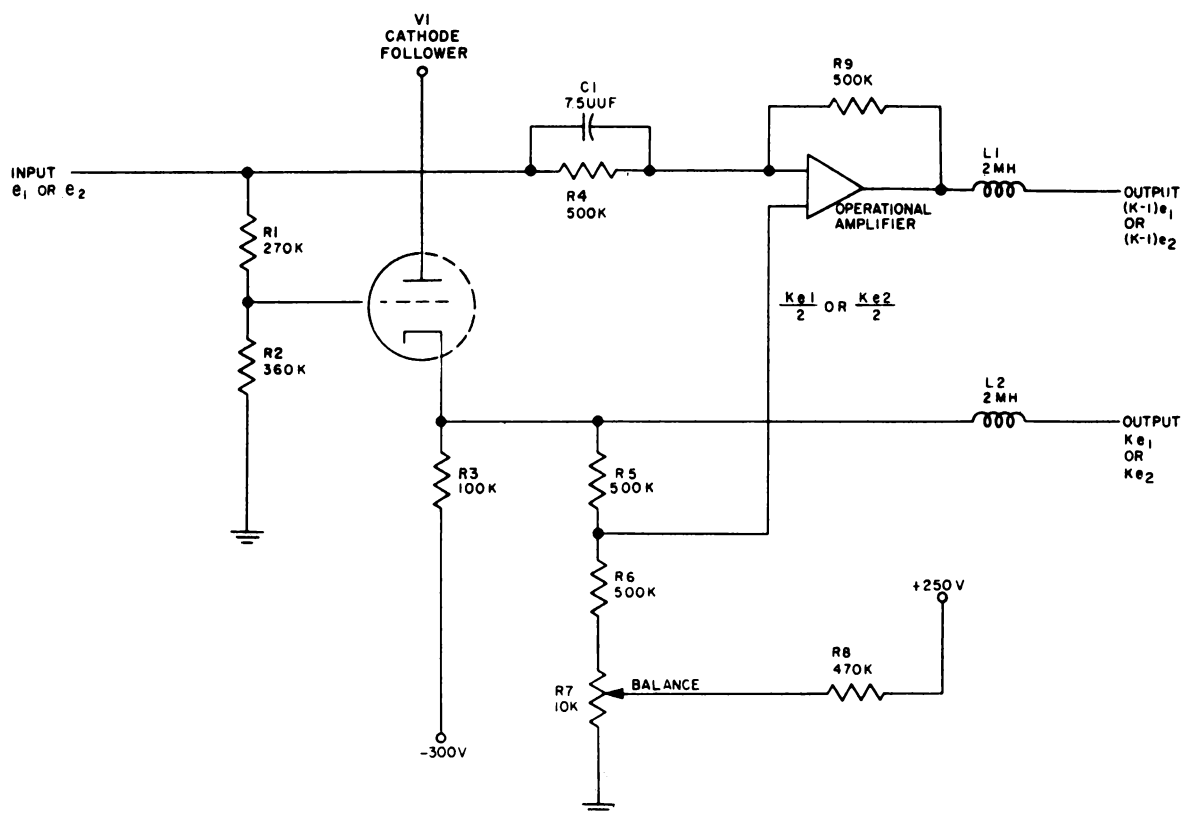 V1
CATHODE
FOLLOWER
R9
500K
C1
7.5UUF
L1
2MH
INPUT
e1 OR e2
R4
500K
OPERATIONAL
AMPLIFIER
OUTPUT
(K-1)e1
OR
(K-1)e2
R1
270K
Ke1/2 OR Ke2/2
R2
360K
L2
2MH
OUTPUT
Ke1
OR
Ke2
R3
100K
R5
500K
R6
500K
+250V
R8
470K
R7
10K
BALANCE
-300V